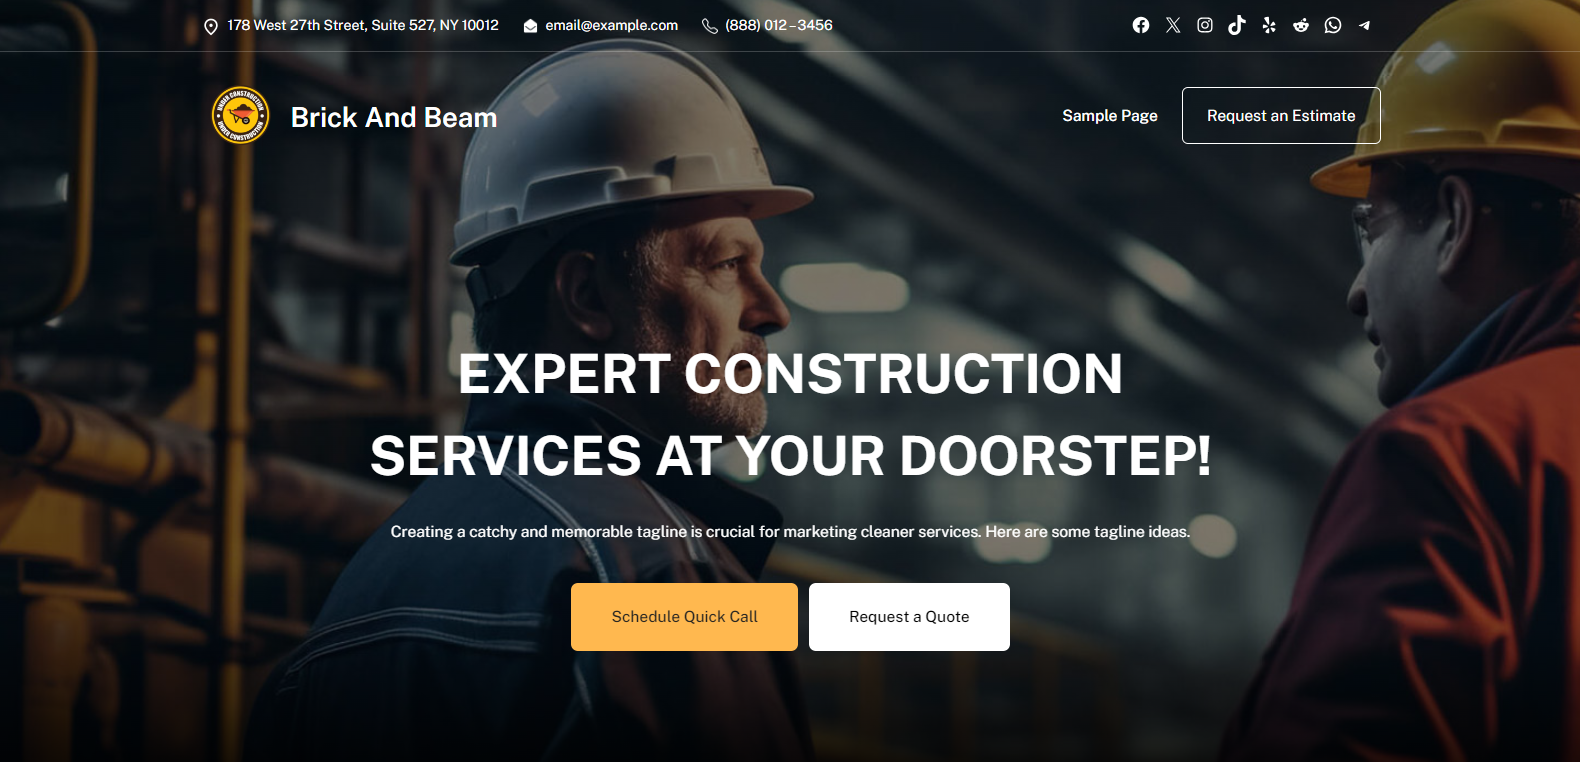 178 West 27th Street, Suite 527, NY 10012
email@example.com
(888) 012-3456
UNDER CONSTRUCTION
UNDER CONSTRUCTION
Brick And Beam
Sample Page
Request an Estimate
EXPERT CONSTRUCTION
SERVICES AT YOUR DOORSTEP!
Creating a catchy and memorable tagline is crucial for marketing cleaner services. Here are some tagline ideas.
Schedule Quick Call
Request a Quote